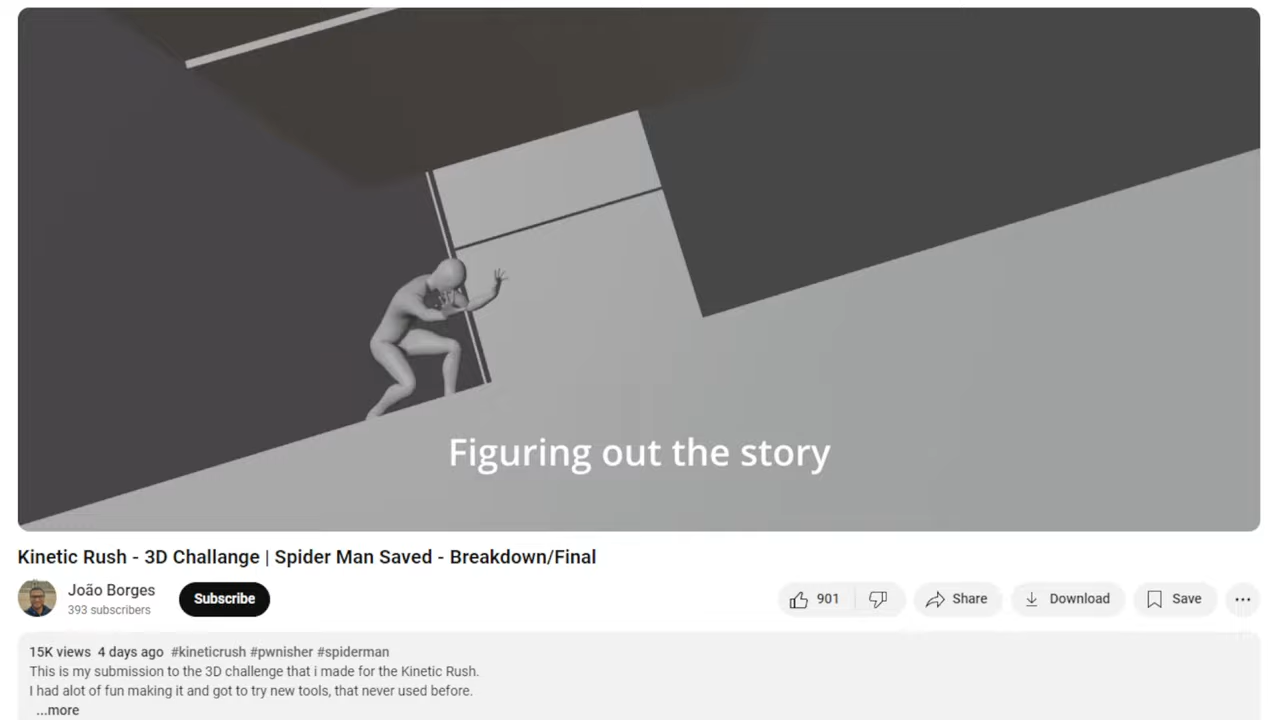 Figuring out the story
Kinetic Rush - 3D Challange | Spider Man Saved - Breakdown/Final
João Borges
393 subscribers
Subscribe
901
Share
Download
Save
15K views 4 days ago #kineticrush #pwnisher #spiderman
This is my submission to the 3D challenge that i made for the Kinetic Rush.
I had alot of fun making it and got to try new tools, that never used before.
...more